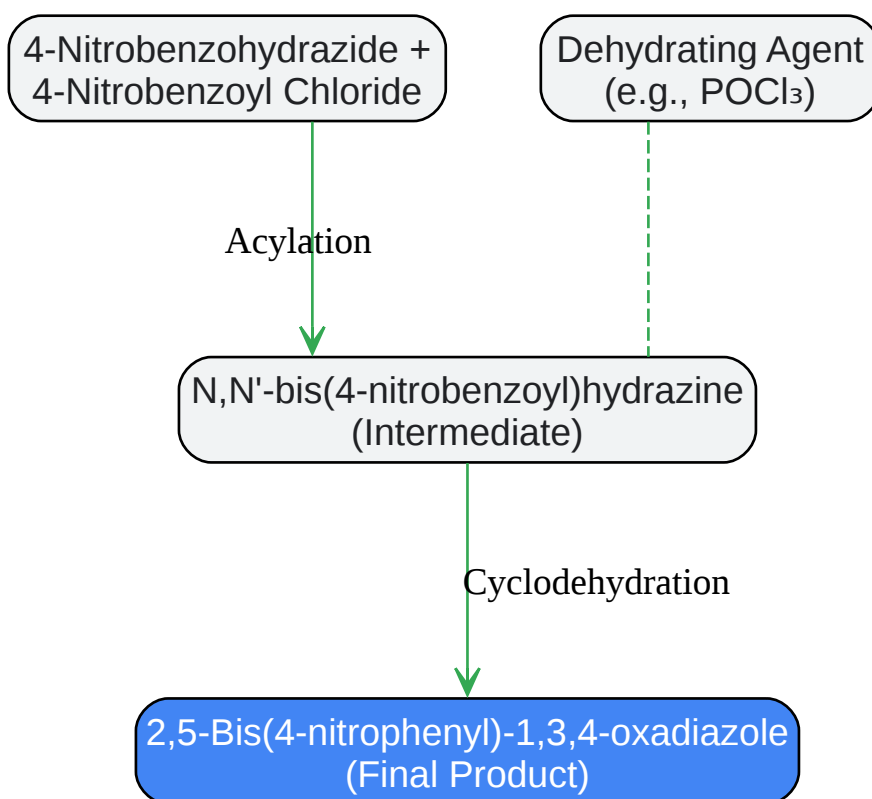 4-Nitrobenzohydrazide +
4-Nitrobenzoyl Chloride
Dehydrating Agent
(e.g., POCl₃)
Acylation
N,N'-bis(4-nitrobenzoyl)hydrazine
(Intermediate)
Cyclodehydration
2,5-Bis(4-nitrophenyl)-1,3,4-oxadiazole
(Final Product)